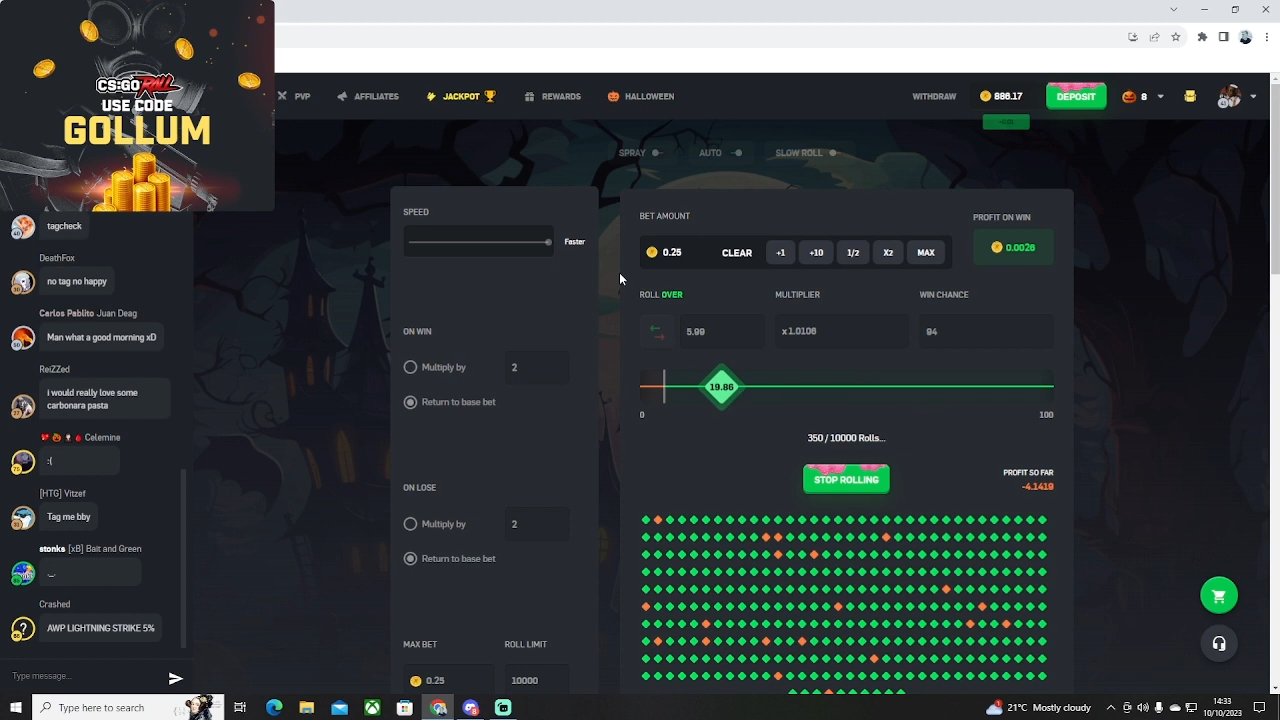 CS:GO ROLL
USE CODE
GOLLUM
PVP
AFFILIATES
JACKPOT
REWARDS
HALLOWEEN
WITHDRAW
886.17
DEPOSIT
8
SPRAY
AUTO
SLOW ROLL
tagcheck
DeathFox
no tag no happy
Carlos Pablito Juan Deag
Man what a good morning xD
ReiZZed
i would really love some
carbonara pasta
Celemine
:(
[HTG] Vitzef
Tag me bby
stonks [xB] Bait and Green
Crashed
AWP LIGHTNING STRIKE 5%
Type message...
SPEED
Faster
ON WIN
Multiply by
2
Return to base bet
ON LOSE
Multiply by
2
Return to base bet
MAX BET
ROLL LIMIT
0.25
10000
BET AMOUNT
PROFIT ON WIN
0.25
CLEAR
+1
+10
1/2
X2
MAX
0.0026
ROLL OVER
MULTIPLIER
WIN CHANCE
5.99
x 1.0106
94
19.86
0
100
350 / 10000 Rolls...
STOP ROLLING
PROFIT SO FAR
-4.1419
Type here to search
21°C Mostly cloudy
14:33
10/10/2023